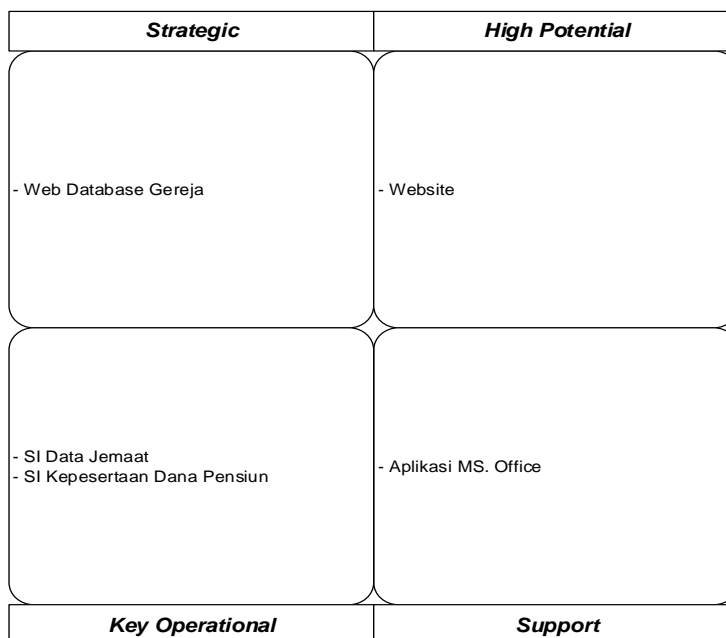 Strategic
High Potential
- Web Database Gereja
- Website
- SI Data Jemaat
- SI Kepesertaan Dana Pensiun
- Aplikasi MS. Office
Key Operational
Support